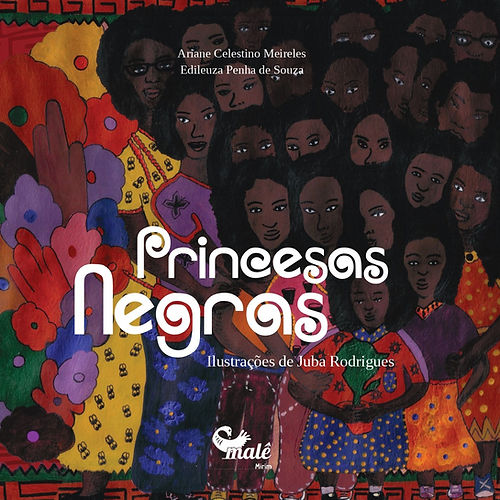 Ariane Celestino Meireles
Edileuza Penha de Souza
Princesas
Negras
Ilustrações de Juba Rodrigues
malê
Mirim